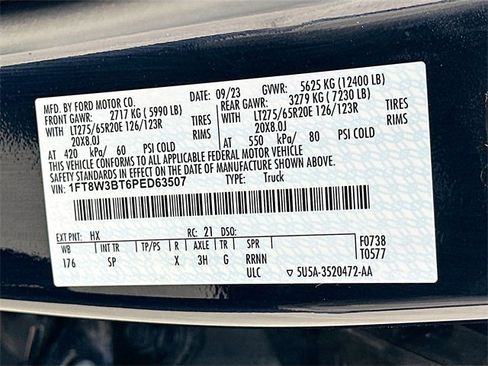 MFD. BY FORD MOTOR CO. DATE: 09/23 GVWR: 5625 KG (12400 LB)
FRONT GAWR: 2717 KG ( 5990 LB) REAR GAWR: 3279 KG ( 7230 LB)
WITH LT275/65R20E 126/123R TIRES WITH LT275/65R20E 126/123R TIRES
20X8.0J RIMS 20X8.0J RIMS
AT 420 kPa/ 60 PSI COLD AT 550 kPa/ 80 PSI COLD
THIS VEHICLE CONFORMS TO ALL APPLICABLE FEDERAL MOTOR VEHICLE
SAFETY STANDARDS IN EFFECT ON THE DATE OF MANUFACTURE SHOWN ABOVE.
VIN: 1FT8W3BT6PED63507 TYPE: Truck
EXT PNT: HX RC: 21 DSO: F0738
WB INT TR TP/PS R AXLE TR SPR T0577
176 SP X 3H G RRNN
ULC 5U5A-3520472-AA